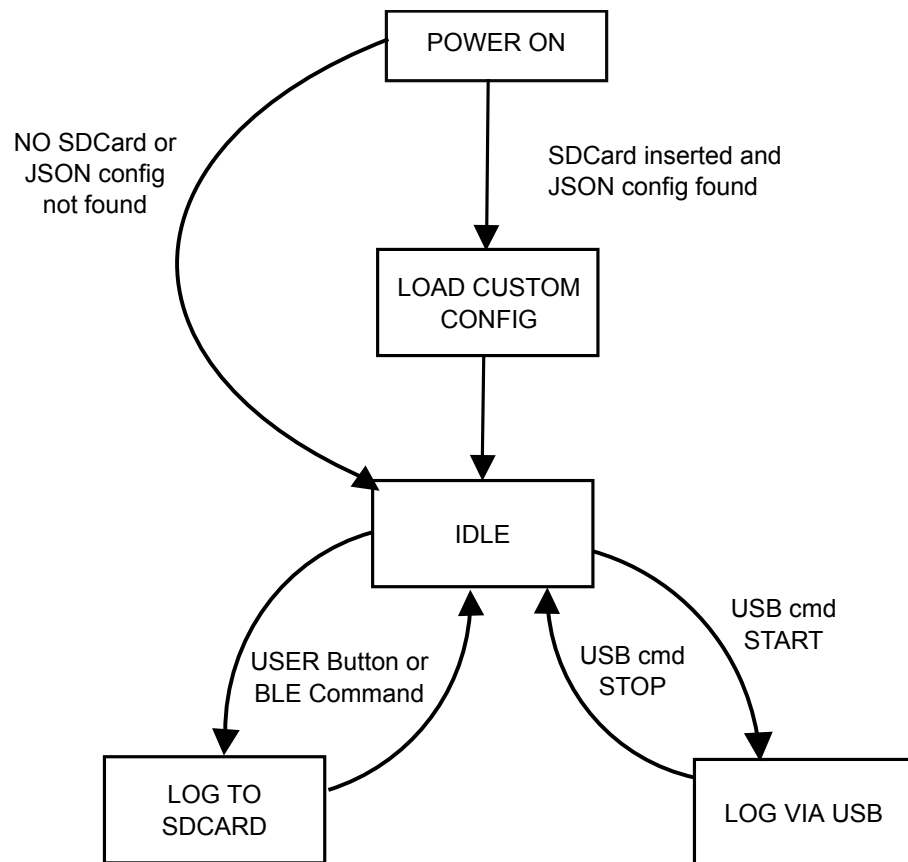 POWER ON
NO SDCard or
JSON config
not found
SDCard inserted and
JSON config found
LOAD CUSTOM
CONFIG
IDLE
USER Button or
BLE Command
USB cmd
STOP
USB cmd
START
LOG TO
SDCARD
LOG VIA USB